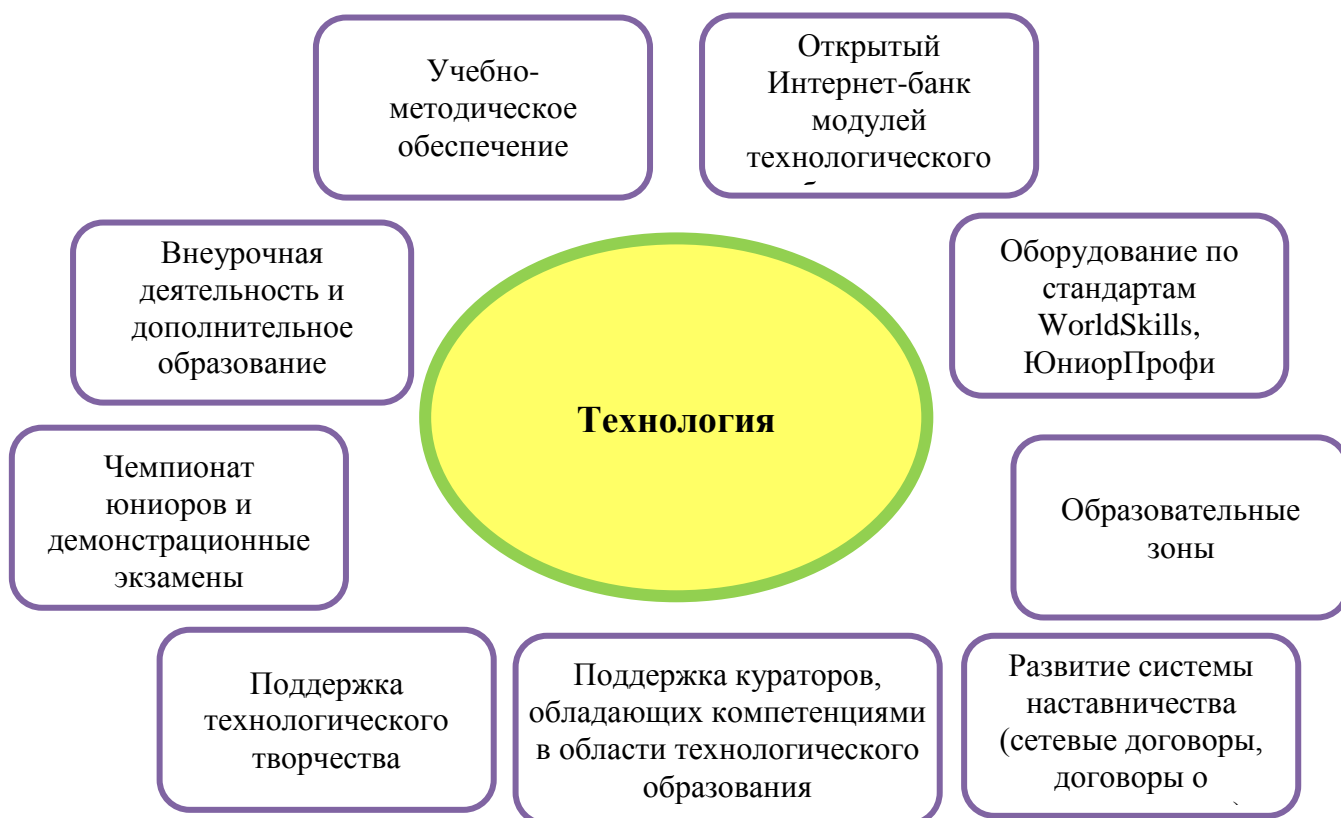 Учебно-
методическое
обеспечение
Открытый
Интернет-банк
модулей
технологического
Внеурочная
деятельность и
дополнительное
образование
Оборудование по
стандартам
WorldSkills,
ЮниорПрофи
Технология
Чемпионат
юниоров и
демонстрационные
экзамены
Образовательные
зоны
Поддержка
технологического
творчества
Поддержка кураторов,
обладающих компетенциями
в области технологического
образования
Развитие системы
наставничества
(сетевые договоры,
договоры о